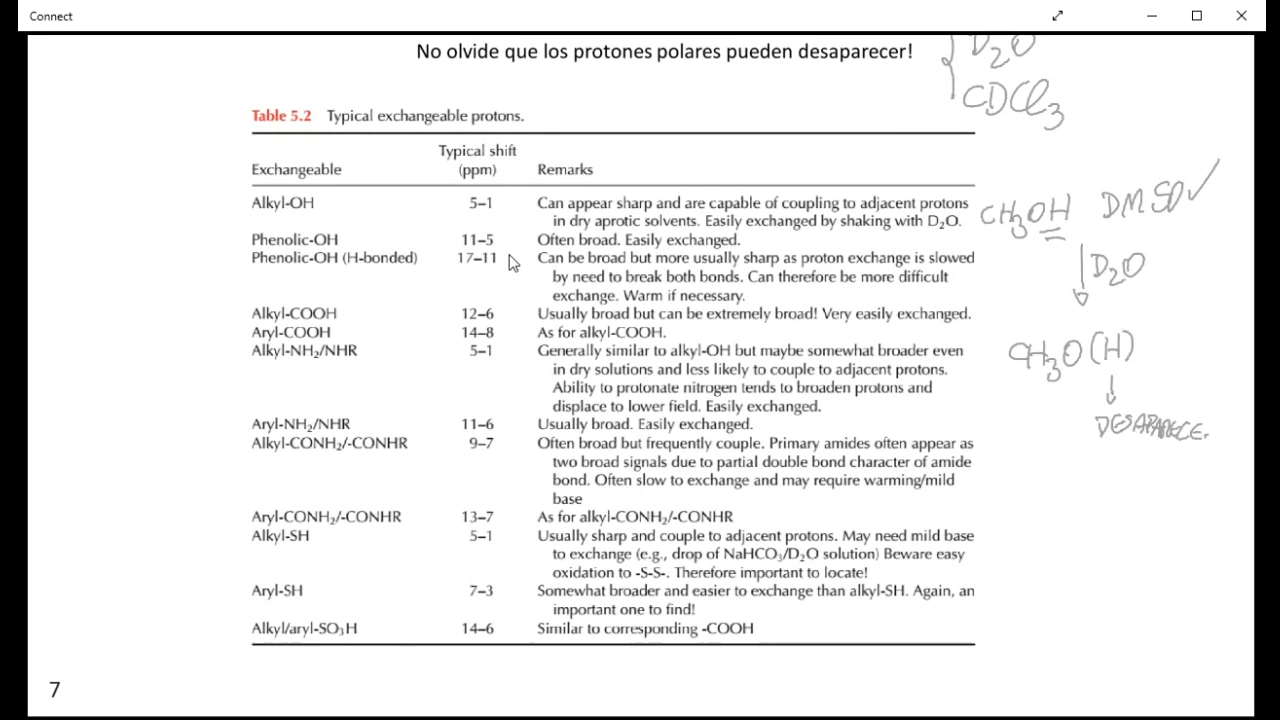 Connect
No olvide que los protones polares pueden desaparecer!
D₂O
CDCl₃
Table 5.2 Typical exchangeable protons.
Exchangeable Typical shift (ppm) Remarks
Alkyl-OH 5–1 Can appear sharp and are capable of coupling to adjacent protons
in dry aprotic solvents. Easily exchanged by shaking with D₂O.
Phenolic-OH 11–5 Often broad. Easily exchanged.
Phenolic-OH (H-bonded) 17–11 Can be broad but more usually sharp as proton exchange is slowed
by need to break both bonds. Can therefore be more difficult
exchange. Warm if necessary.
Alkyl-COOH 12–6 Usually broad but can be extremely broad! Very easily exchanged.
Aryl-COOH 14–8 As for alkyl-COOH.
Alkyl-NH₂/NHR 5–1 Generally similar to alkyl-OH but maybe somewhat broader even
in dry solutions and less likely to couple to adjacent protons.
Ability to protonate nitrogen tends to broaden protons and
displace to lower field. Easily exchanged.
Aryl-NH₂/NHR 11–6 Usually broad. Easily exchanged.
Alkyl-CONH₂/-CONHR 9–7 Often broad but frequently couple. Primary amides often appear as
two broad signals due to partial double bond character of amide
bond. Often slow to exchange and may require warming/mild
base
Aryl-CONH₂/-CONHR 13–7 As for alkyl-CONH₂/-CONHR
Alkyl-SH 5–1 Usually sharp and couple to adjacent protons. May need mild base
to exchange (e.g., drop of NaHCO₃/D₂O solution) Beware easy
oxidation to -S-S-. Therefore important to locate!
Aryl-SH 7–3 Somewhat broader and easier to exchange than alkyl-SH. Again, an
important one to find!
Alkyl/aryl-SO₃H 14–6 Similar to corresponding -COOH
CH₃OH DMSO
D₂O
CH₃O(H)
DESAPARECE.
7